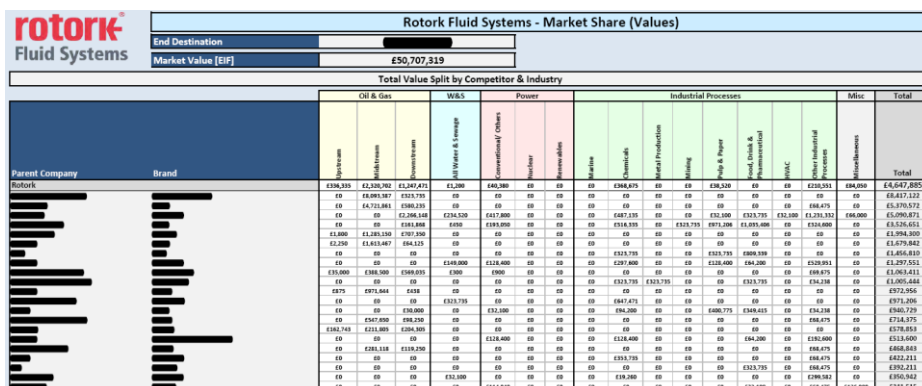 rotork Rotork Fluid Systems - Market Share (Values)
Fluid Systems
End Destination
Market Value [EIF] £50,707,319
Total Value Split by Competitor & Industry
Oil & Gas W&S Power Industrial Processes Misc Total
Parent Company Brand Upstream Midstream Downstream All Water & Sewage Conventional/ Others Nuclear Renewables Marine Chemicals Metal Production Mining Pulp & Paper Food, Drink & Pharmaceutical HVAC Other Industrial Processes Miscellaneous Total
Rotork £336,335 £2,320,702 £1,247,471 £1,200 £40,380 £0 £0 £0 £368,675 £0 £0 £38,520 £0 £0 £210,551 £84,050 £4,647,885
£0 £8,093,387 £323,735 £0 £0 £0 £0 £0 £0 £0 £0 £0 £0 £0 £0 £0 £8,417,122
£0 £4,721,861 £580,235 £0 £0 £0 £0 £0 £0 £0 £0 £0 £0 £0 £68,475 £0 £5,370,572
£0 £0 £2,266,148 £234,520 £417,800 £0 £0 £0 £487,135 £0 £0 £32,100 £323,735 £32,100 £1,231,332 £66,000 £5,090,871
£0 £0 £161,868 £450 £193,050 £0 £0 £0 £516,335 £0 £323,735 £971,206 £1,035,406 £0 £324,600 £0 £3,526,651
£1,800 £1,285,150 £707,350 £0 £0 £0 £0 £0 £0 £0 £0 £0 £0 £0 £0 £0 £1,994,300
£2,250 £1,613,467 £64,125 £0 £0 £0 £0 £0 £0 £0 £0 £0 £0 £0 £0 £0 £1,679,842
£0 £0 £0 £0 £0 £0 £0 £0 £323,735 £0 £0 £323,735 £809,339 £0 £0 £0 £1,456,810
£0 £0 £0 £149,800 £128,400 £0 £0 £0 £297,600 £0 £0 £128,400 £64,200 £0 £529,951 £0 £1,297,551
£35,000 £388,500 £569,035 £300 £900 £0 £0 £0 £0 £0 £0 £0 £0 £0 £69,675 £0 £1,063,411
£0 £0 £0 £0 £0 £0 £0 £0 £323,735 £323,735 £0 £0 £323,735 £0 £34,238 £0 £1,005,444
£875 £971,644 £438 £0 £0 £0 £0 £0 £0 £0 £0 £0 £0 £0 £0 £0 £972,956
£0 £0 £0 £323,735 £0 £0 £0 £0 £647,471 £0 £0 £0 £0 £0 £0 £0 £971,206
£0 £0 £30,000 £0 £32,100 £0 £0 £0 £94,200 £0 £0 £400,775 £349,415 £0 £34,238 £0 £940,729
£0 £547,650 £98,250 £0 £0 £0 £0 £0 £0 £0 £0 £0 £0 £0 £68,475 £0 £714,375
£162,743 £211,805 £204,305 £0 £0 £0 £0 £0 £0 £0 £0 £0 £0 £0 £0 £0 £578,853
£0 £0 £0 £0 £128,400 £0 £0 £0 £128,400 £0 £0 £0 £64,200 £0 £192,600 £0 £513,600
£0 £281,118 £119,250 £0 £0 £0 £0 £0 £0 £0 £0 £0 £0 £0 £68,475 £0 £468,843
£0 £0 £0 £0 £0 £0 £0 £0 £353,735 £0 £0 £0 £0 £0 £68,475 £0 £422,211
£0 £0 £0 £0 £0 £0 £0 £0 £0 £0 £0 £0 £323,735 £0 £68,475 £0 £392,211
£0 £0 £0 £32,100 £0 £0 £0 £0 £19,260 £0 £0 £0 £0 £0 £299,582 £0 £350,942